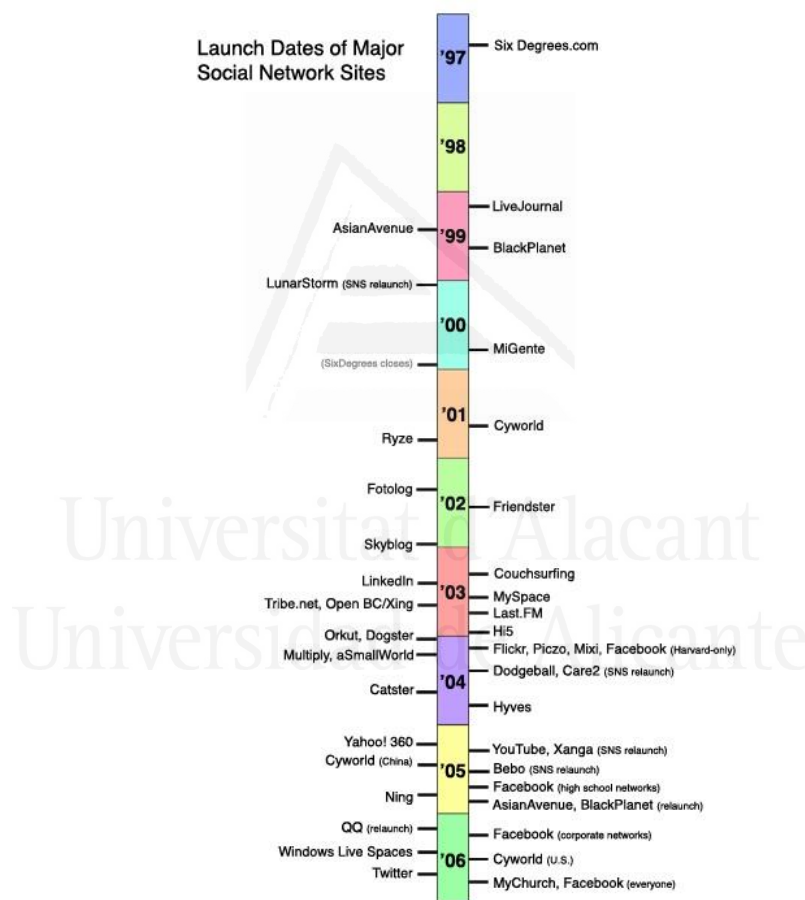 Launch Dates of Major
Social Network Sites
'97
Six Degrees.com
'98
LiveJournal
AsianAvenue
'99
BlackPlanet
LunarStorm (SNS relaunch)
'00
MiGente
(SixDegrees closes)
'01
Cyworld
Ryze
Fotolog
'02
Friendster
Skyblog
Couchsurfing
LinkedIn
'03
MySpace
Tribe.net, Open BC/Xing
Last.FM
Hi5
Orkut, Dogster
Flickr, Piczo, Mixi, Facebook (Harvard-only)
Multiply, aSmallWorld
Dodgeball, Care2 (SNS relaunch)
'04
Catster
Hyves
Yahoo! 360
YouTube, Xanga (SNS relaunch)
Cyworld (China)
'05
Bebo (SNS relaunch)
Facebook (high school networks)
Ning
AsianAvenue, BlackPlanet (relaunch)
QQ (relaunch)
Facebook (corporate networks)
Windows Live Spaces
'06
Cyworld (U.S.)
Twitter
MyChurch, Facebook (everyone)
Universitat d'Alacant
Universidad de Alicante